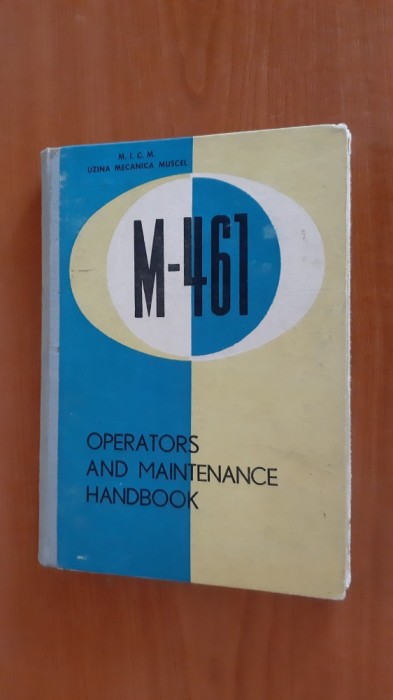 M. I. C. M.
UZINA MECANICA MUSCEL
M-461
OPERATORS
AND MAINTENANCE
HANDBOOK